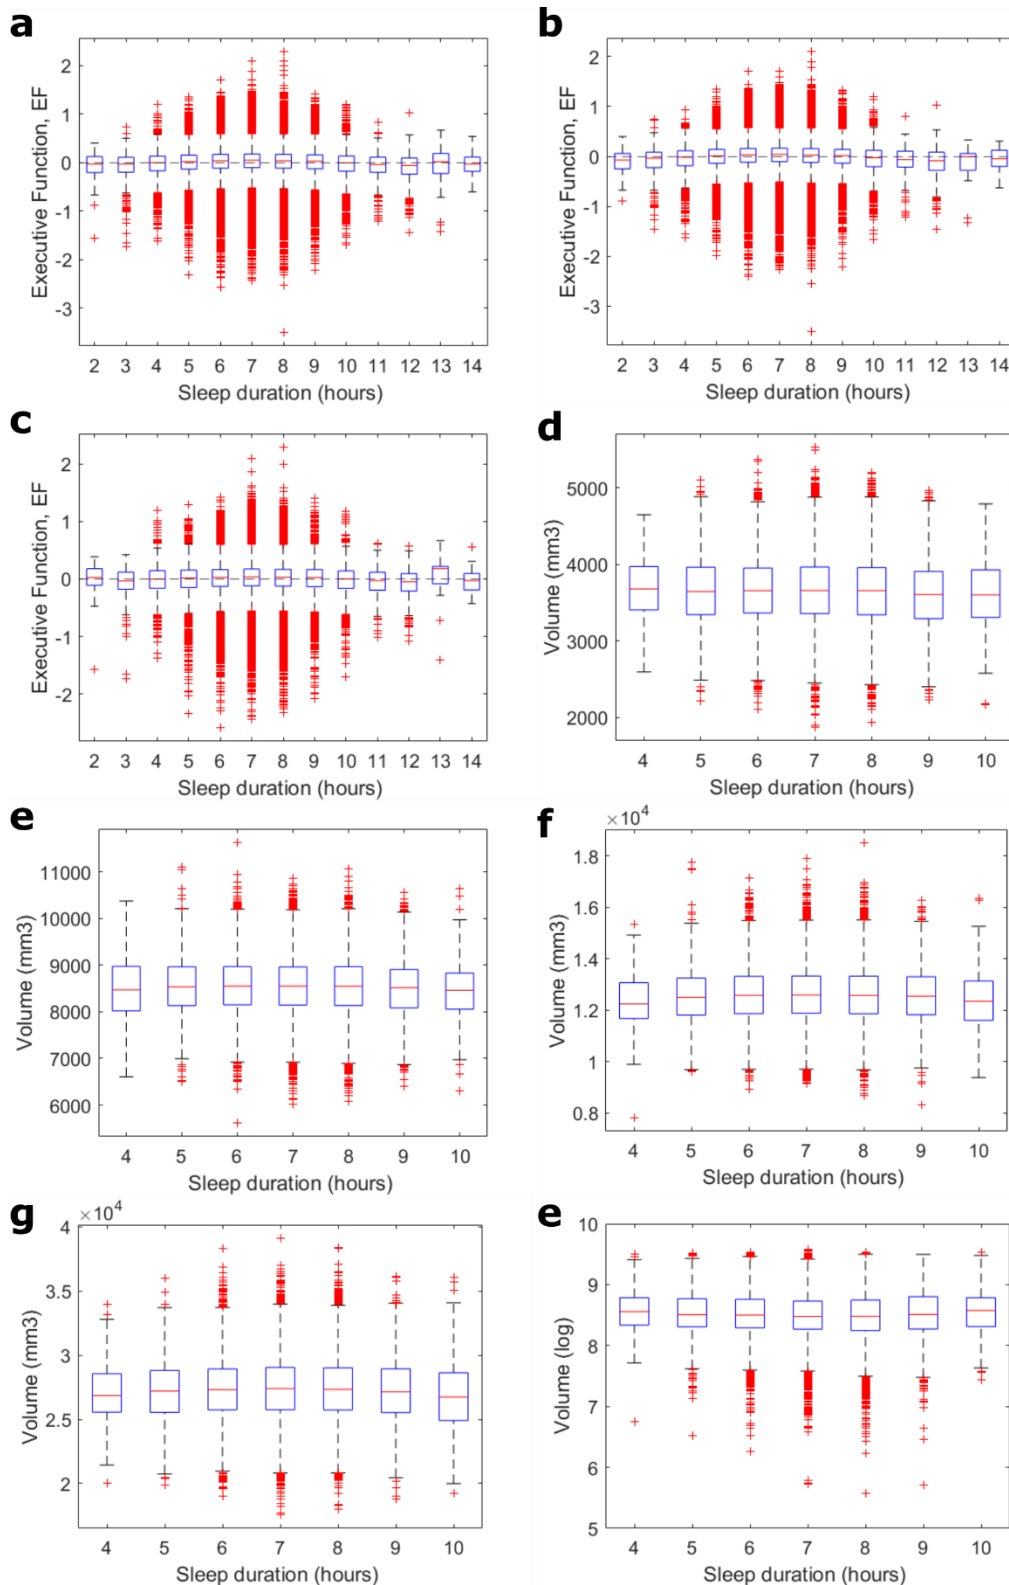 a
Executive Function, EF
2
1
0
-1
-2
-3
2 3 4 5 6 7 8 9 10 11 12 13 14
Sleep duration (hours)
b
Executive Function, EF
2
1
0
-1
-2
-3
2 3 4 5 6 7 8 9 10 11 12 13 14
Sleep duration (hours)
c
Executive Function, EF
2
1
0
-1
-2
2 3 4 5 6 7 8 9 10 11 12 13 14
Sleep duration (hours)
d
Volume (mm3)
5000
4000
3000
2000
4 5 6 7 8 9 10
Sleep duration (hours)
e
Volume (mm3)
11000
10000
9000
8000
7000
6000
4 5 6 7 8 9 10
Sleep duration (hours)
f
×10⁴
Volume (mm3)
1.8
1.6
1.4
1.2
1
0.8
4 5 6 7 8 9 10
Sleep duration (hours)
g
×10⁴
Volume (mm3)
4
3.5
3
2.5
2
4 5 6 7 8 9 10
Sleep duration (hours)
e
Volume (log)
10
9
8
7
6
5
4 5 6 7 8 9 10
Sleep duration (hours)